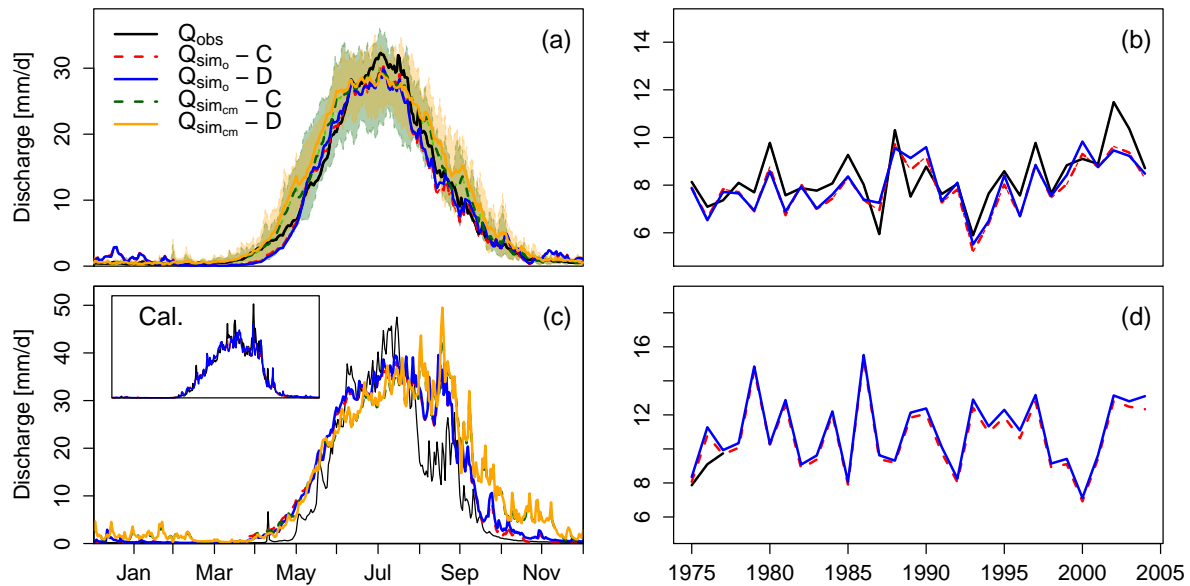 (a)
Q_obs
Q_sim_o – C
Q_sim_o – D
Q_sim_cm – C
Q_sim_cm – D
Discharge [mm/d]
0 10 20 30
(b)
6 8 10 12 14
(c)
Cal.
Discharge [mm/d]
0 10 20 30 40 50
Jan Mar May Jul Sep Nov
(d)
6 8 12 16
1975 1980 1985 1990 1995 2000 2005